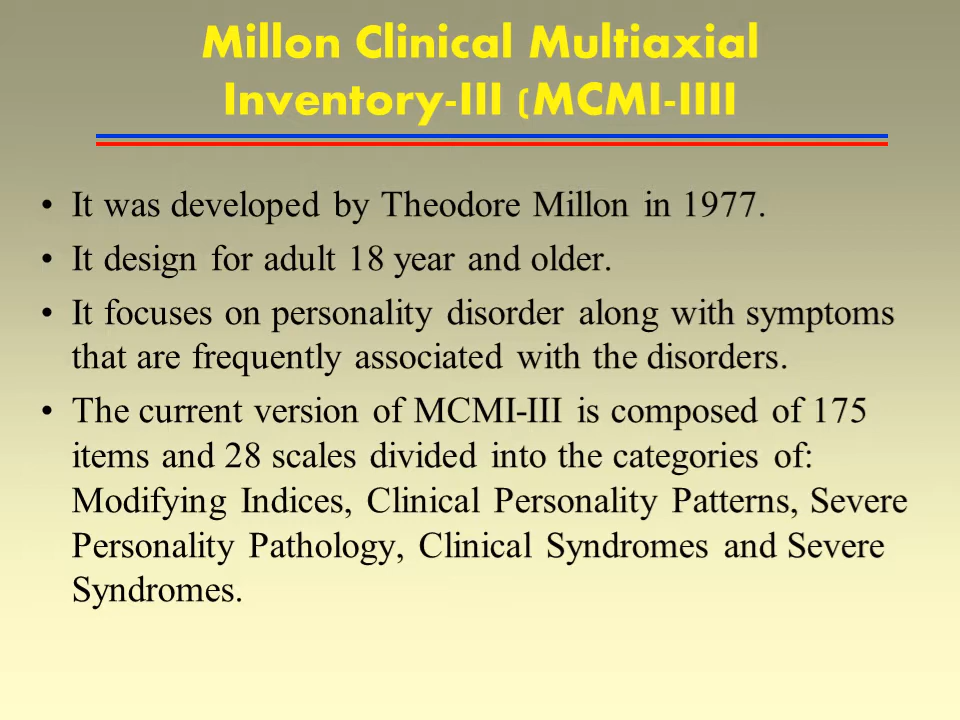 Millon Clinical Multiaxial
Inventory-III (MCMI-IIII
• It was developed by Theodore Millon in 1977.
• It design for adult 18 year and older.
• It focuses on personality disorder along with symptoms
that are frequently associated with the disorders.
• The current version of MCMI-III is composed of 175
items and 28 scales divided into the categories of:
Modifying Indices, Clinical Personality Patterns, Severe
Personality Pathology, Clinical Syndromes and Severe
Syndromes.